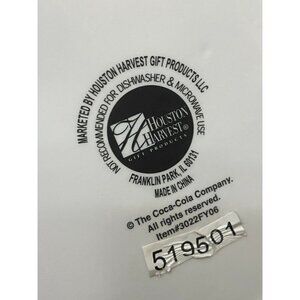 MARKETED BY HOUSTON HARVEST GIFT PRODUCTS LLC
NOT RECOMMENDED FOR DISHWASHER & MICROWAVE USE
HOUSTON
HARVEST®
GIFT PRODUCTS
FRANKLIN PARK, IL 60131
MADE IN CHINA
© The Coca-Cola Company.
All rights reserved.
Item#3022FY06
519501